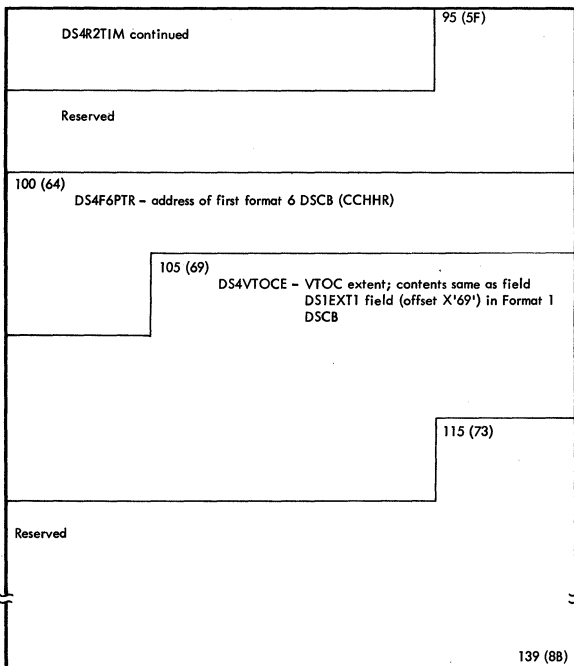 95 (5F)
DS4R2TIM continued
Reserved
100 (64)
DS4F6PTR – address of first format 6 DSCB (CCHHR)
105 (69)
DS4VTOCE – VTOC extent; contents same as field
DS1EXT1 field (offset X'69') in Format 1
DSCB
115 (73)
Reserved
139 (8B)